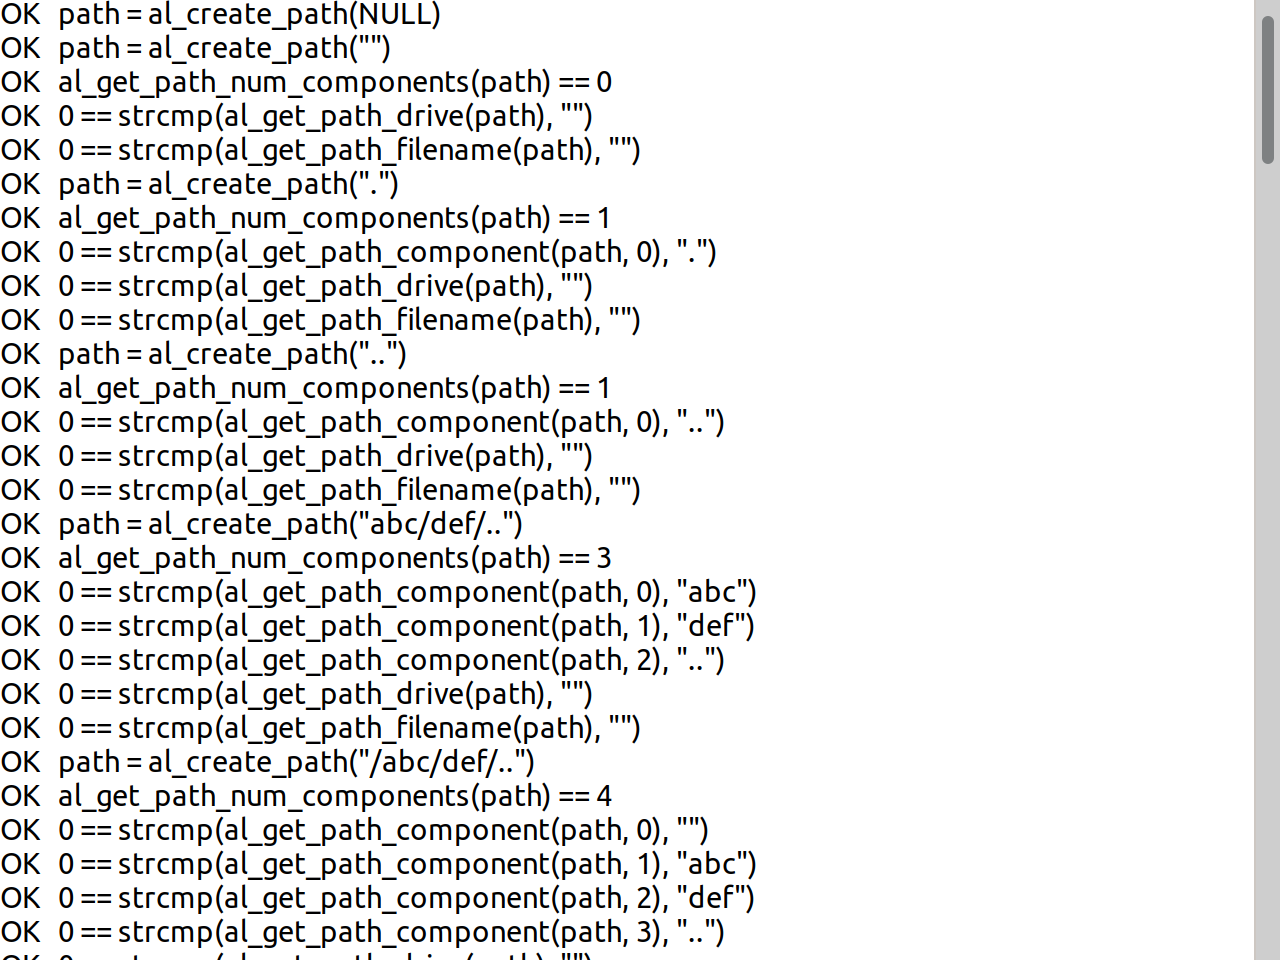 OK path = al_create_path(NULL)
OK path = al_create_path("")
OK al_get_path_num_components(path) == 0
OK 0 == strcmp(al_get_path_drive(path), "")
OK 0 == strcmp(al_get_path_filename(path), "")
OK path = al_create_path(".")
OK al_get_path_num_components(path) == 1
OK 0 == strcmp(al_get_path_component(path, 0), ".")
OK 0 == strcmp(al_get_path_drive(path), "")
OK 0 == strcmp(al_get_path_filename(path), "")
OK path = al_create_path("..")
OK al_get_path_num_components(path) == 1
OK 0 == strcmp(al_get_path_component(path, 0), "..")
OK 0 == strcmp(al_get_path_drive(path), "")
OK 0 == strcmp(al_get_path_filename(path), "")
OK path = al_create_path("abc/def/..")
OK al_get_path_num_components(path) == 3
OK 0 == strcmp(al_get_path_component(path, 0), "abc")
OK 0 == strcmp(al_get_path_component(path, 1), "def")
OK 0 == strcmp(al_get_path_component(path, 2), "..")
OK 0 == strcmp(al_get_path_drive(path), "")
OK 0 == strcmp(al_get_path_filename(path), "")
OK path = al_create_path("/abc/def/..")
OK al_get_path_num_components(path) == 4
OK 0 == strcmp(al_get_path_component(path, 0), "")
OK 0 == strcmp(al_get_path_component(path, 1), "abc")
OK 0 == strcmp(al_get_path_component(path, 2), "def")
OK 0 == strcmp(al_get_path_component(path, 3), "..")